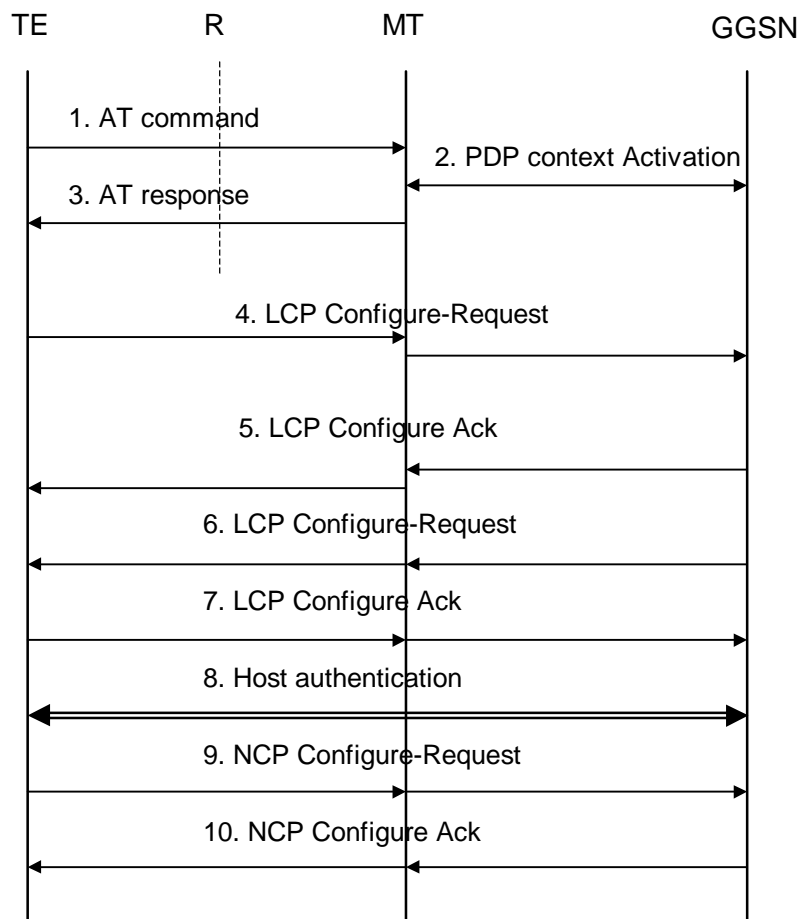 TE R MT GGSN
1. AT command
2. PDP context Activation
3. AT response
4. LCP Configure-Request
5. LCP Configure Ack
6. LCP Configure-Request
7. LCP Configure Ack
8. Host authentication
9. NCP Configure-Request
10. NCP Configure Ack